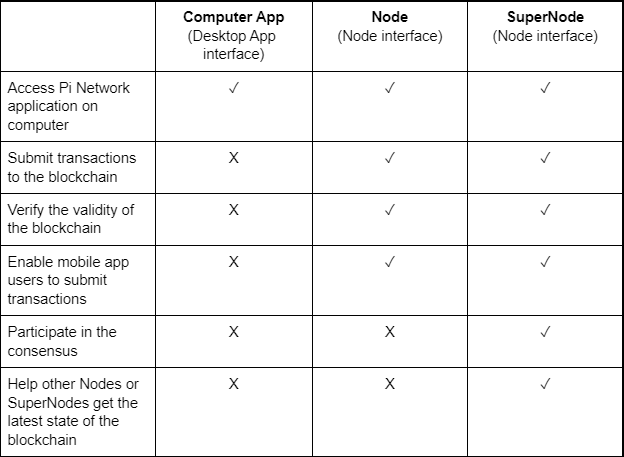 Computer App
(Desktop App
interface)
Node
(Node interface)
SuperNode
(Node interface)
Access Pi Network
application on
computer
✓ ✓ ✓
Submit transactions
to the blockchain
X ✓ ✓
Verify the validity of
the blockchain
X ✓ ✓
Enable mobile app
users to submit
transactions
X ✓ ✓
Participate in the
consensus
X X ✓
Help other Nodes or
SuperNodes get the
latest state of the
blockchain
X X ✓